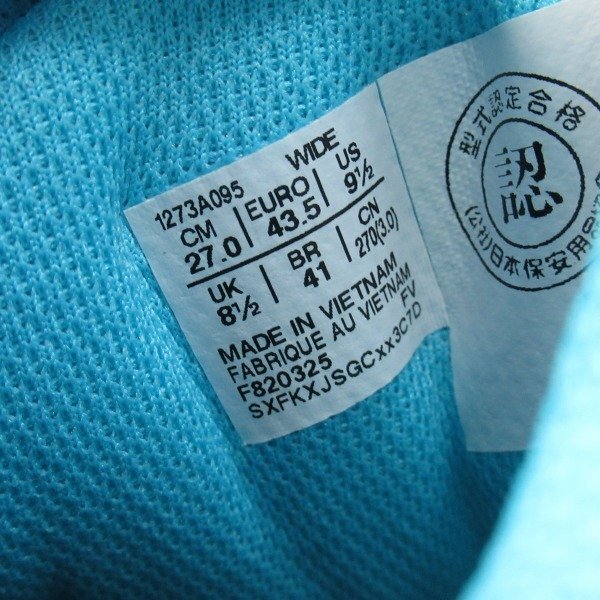 1273A095 WIDE
CM EURO US
27.0 43.5 9½
UK BR CN
8½ 41 270(3.0)
MADE IN VIETNAM
FABRIQUE AU VIETNAM
F820325 FV
SXFKXJSGCxx3C7D
型式認定合格
認
(公社)日本保安用品